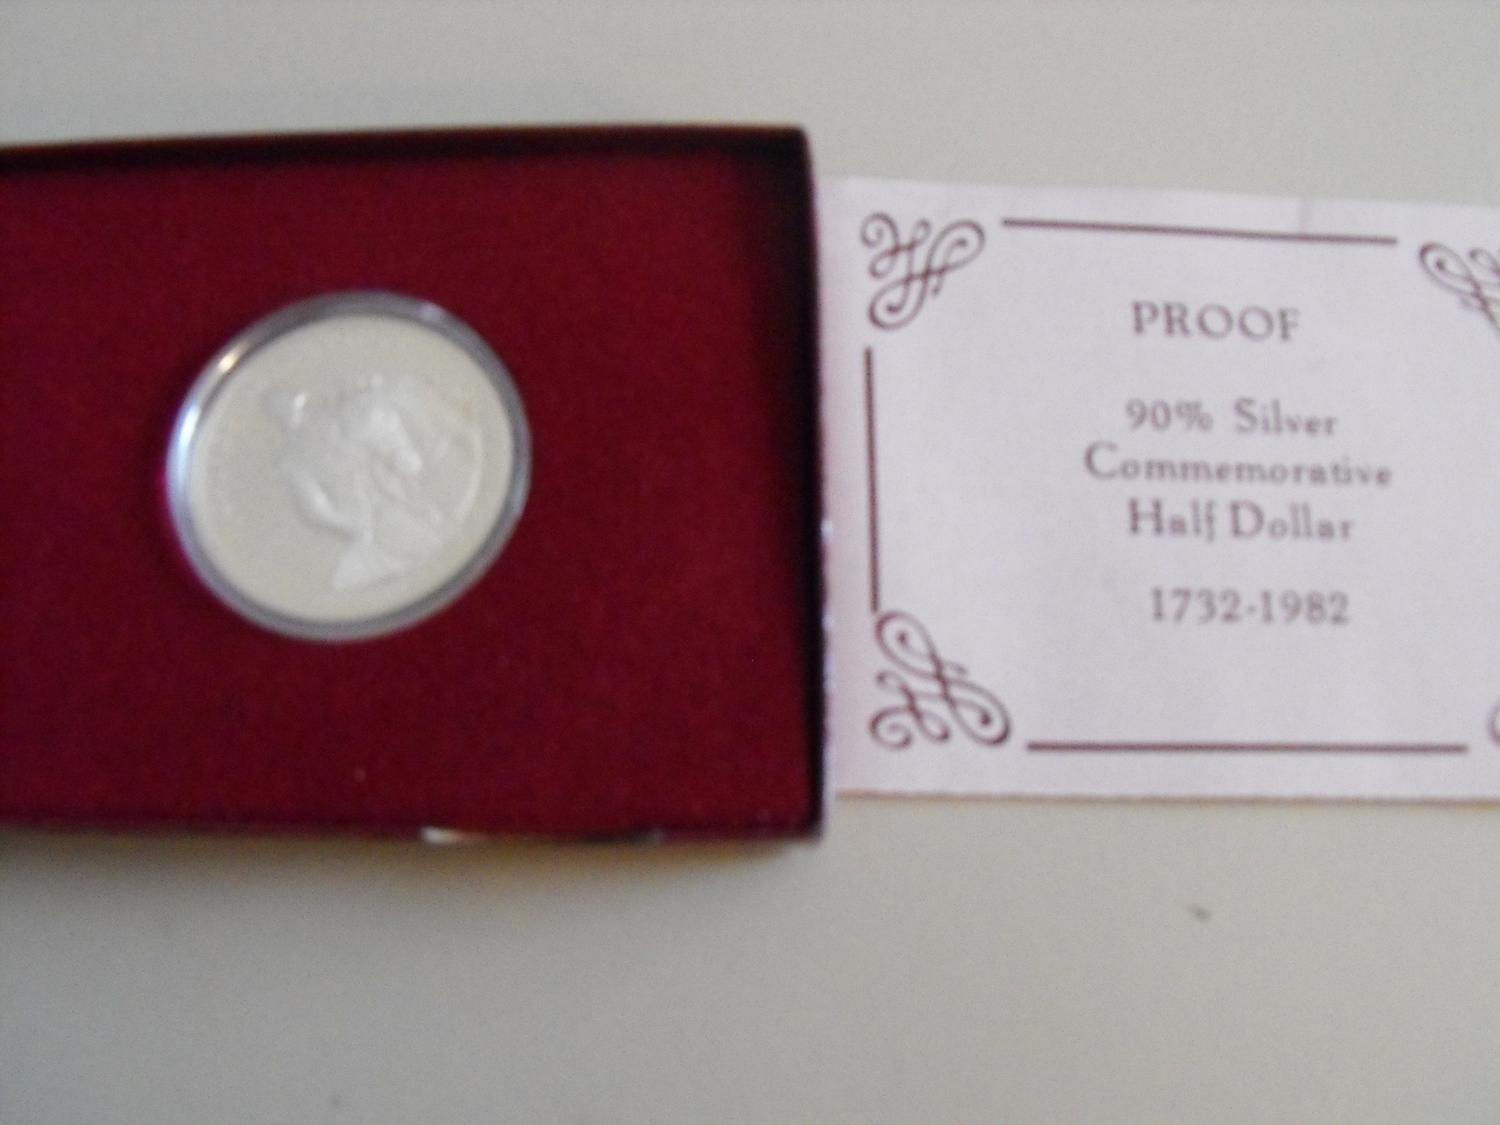 PROOF
90% Silver
Commemorative
Half Dollar
1732-1982